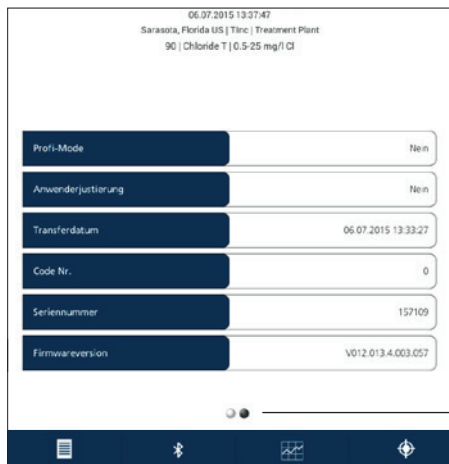 06.07.2015 13:37:47
Sarasota, Florida US | TInc | Treatment Plant
90 | Chloride T | 0.5-25 mg/l Cl
Profi-Mode Nein
Anwenderjustierung Nein
Transferdatum 06.07.2015 13:33:27
Code Nr. 0
Seriennummer 157109
Firmwareversion V012.013.4.003.057